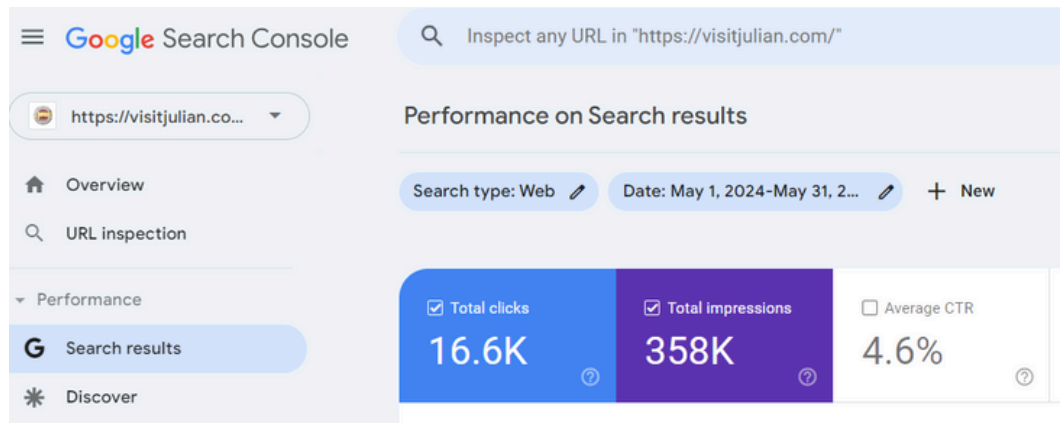 Google Search Console
Inspect any URL in "https://visitjulian.com/"
https://visitjulian.co...
Overview
URL inspection
Performance
Search results
Discover
Performance on Search results
Search type: Web
Date: May 1, 2024-May 31, 2...
+ New
Total clicks
16.6K
Total impressions
358K
Average CTR
4.6%